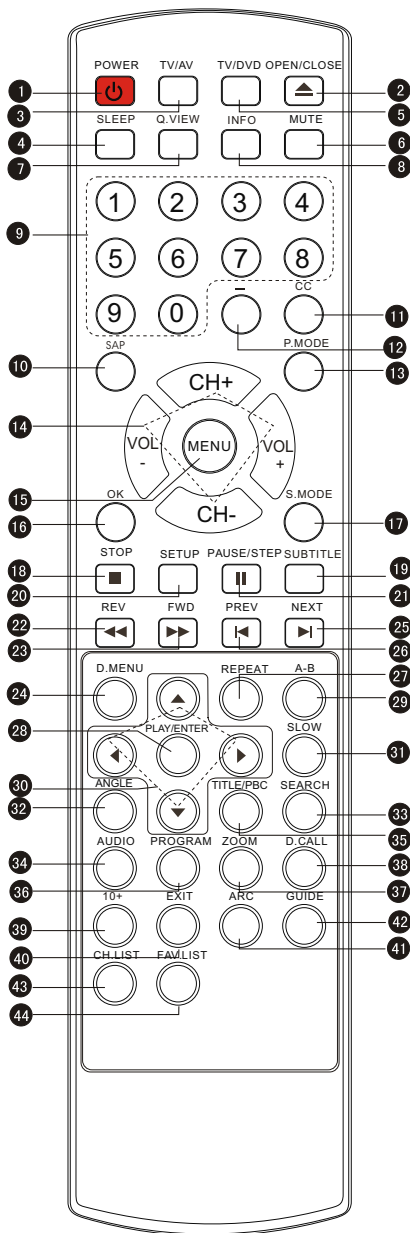 POWER TV/AV TV/DVD OPEN/CLOSE
1 2
3 5
SLEEP Q.VIEW INFO MUTE
4 6
7 8
1 2 3 4
9
5 6 7 8
– CC
9 0
11
12
SAP P.MODE
10 13
CH+
14
VOL - MENU VOL +
15
OK CH- S.MODE
16 17
STOP SETUP PAUSE/STEP SUBTITLE
18 19
20 21
REV FWD PREV NEXT
22 25
23 26
D.MENU REPEAT A-B
27
24 29
PLAY/ENTER SLOW
28 31
30
ANGLE TITLE/PBC SEARCH
32 33
35
AUDIO PROGRAM ZOOM D.CALL
34 38
36 37
10+ EXIT ARC GUIDE
39 42
40 41
CH.LIST FAV.LIST
43
44